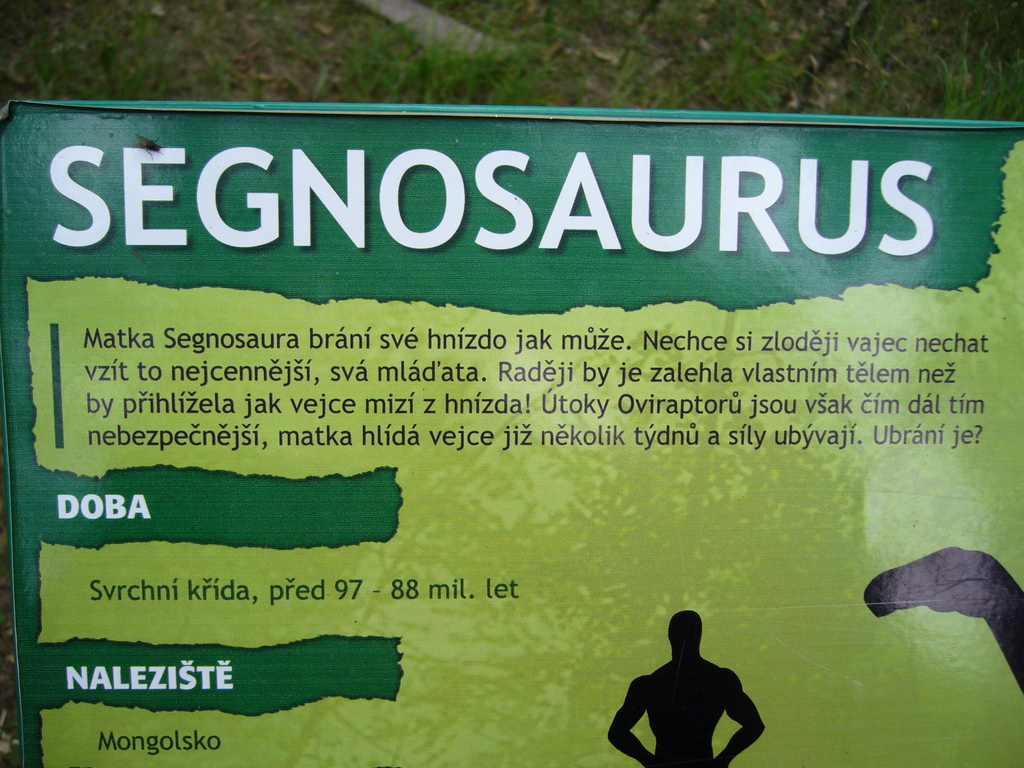 SEGNOSAURUS
Matka Segnosaura brání své hnízdo jak může. Nechce si zloději vajec nechat
vzít to nejcennější, svá mláďata. Raději by je zalehla vlastním tělem než
by přihlížela jak vejce mizí z hnízda! Útoky Oviraptorů jsou však čím dál tím
nebezpečnější, matka hlídá vejce již několik týdnů a síly ubývají. Ubrání je?
DOBA
Svrchní křída, před 97 - 88 mil. let
NALEZIŠTĚ
Mongolsko